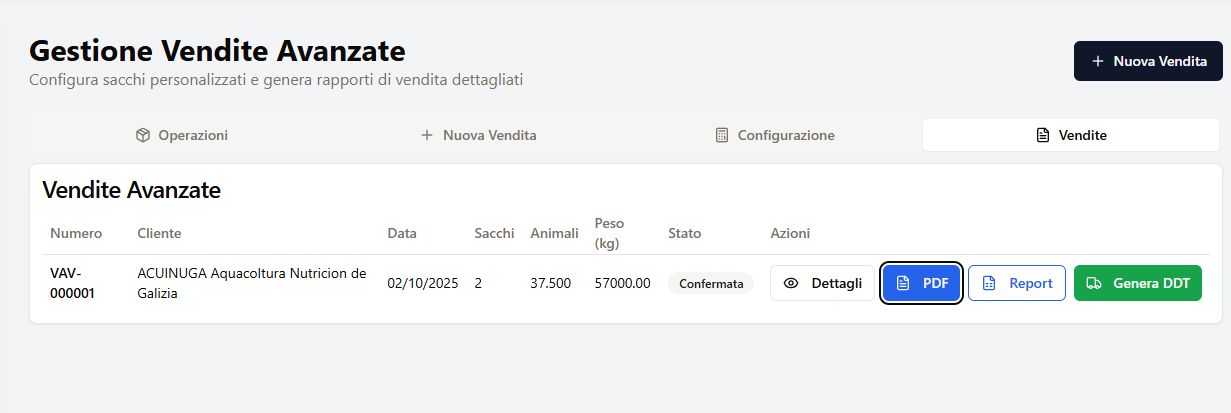 Gestione Vendite Avanzate
Configura sacchi personalizzati e genera rapporti di vendita dettagliati
Nuova Vendita
Operazioni
Nuova Vendita
Configurazione
Vendite
Vendite Avanzate
Numero Cliente Data Sacchi Animali Peso (kg) Stato Azioni
VAV-000001 ACUINUGA Aquacoltura Nutricion de Galizia 02/10/2025 2 37.500 57000.00 Confermata Dettagli PDF Report Genera DDT